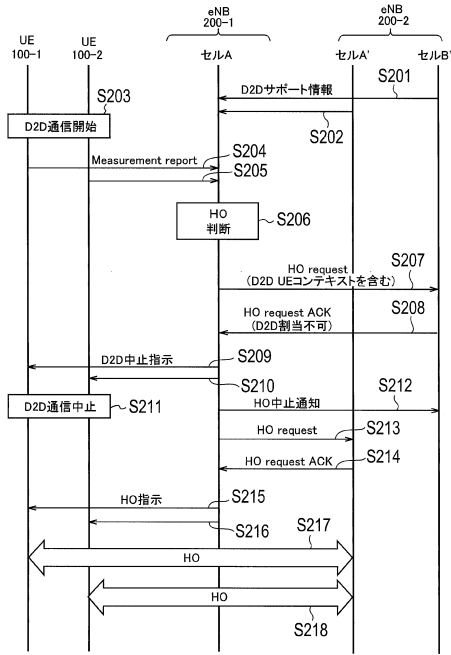 eNB
200-1
eNB
200-2
UE
100-1
UE
100-2
セルA
セルA'
セルB'
D2Dサポート情報
S201
S202
S203
D2D通信開始
Measurement report
S204
S205
HO
判断
S206
HO request
(D2D UEコンテキストを含む)
S207
HO request ACK
(D2D割当不可)
S208
D2D中止指示
S209
S210
D2D通信中止
S211
HO中止通知
S212
HO request
S213
HO request ACK
S214
HO指示
S215
S216
HO
S217
HO
S218